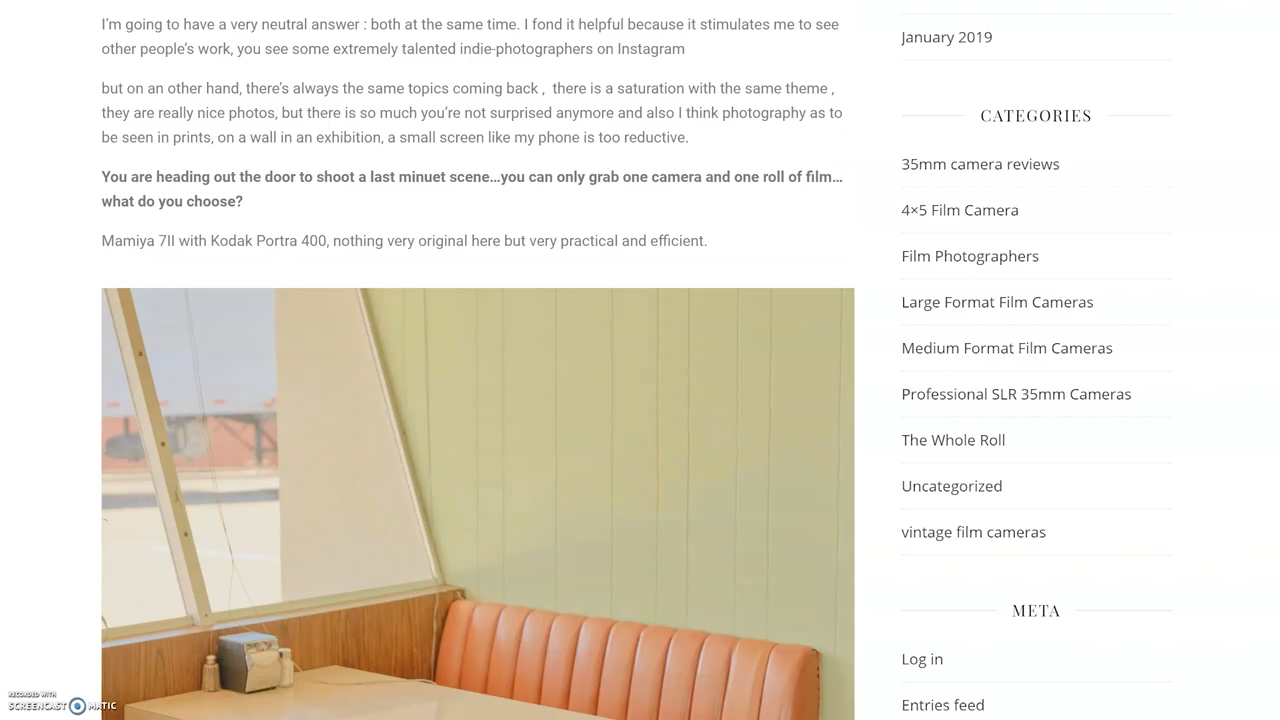 I'm going to have a very neutral answer : both at the same time. I fond it helpful because it stimulates me to see
other people's work, you see some extremely talented indie-photographers on Instagram
but on an other hand, there's always the same topics coming back ,  there is a saturation with the same theme ,
they are really nice photos, but there is so much you're not surprised anymore and also I think photography as to
be seen in prints, on a wall in an exhibition, a small screen like my phone is too reductive.
You are heading out the door to shoot a last minuet scene…you can only grab one camera and one roll of film…
what do you choose?
Mamiya 7II with Kodak Portra 400, nothing very original here but very practical and efficient.
January 2019
CATEGORIES
35mm camera reviews
4×5 Film Camera
Film Photographers
Large Format Film Cameras
Medium Format Film Cameras
Professional SLR 35mm Cameras
The Whole Roll
Uncategorized
vintage film cameras
META
Log in
Entries feed
RECORDED WITH
SCREENCAST MATIC